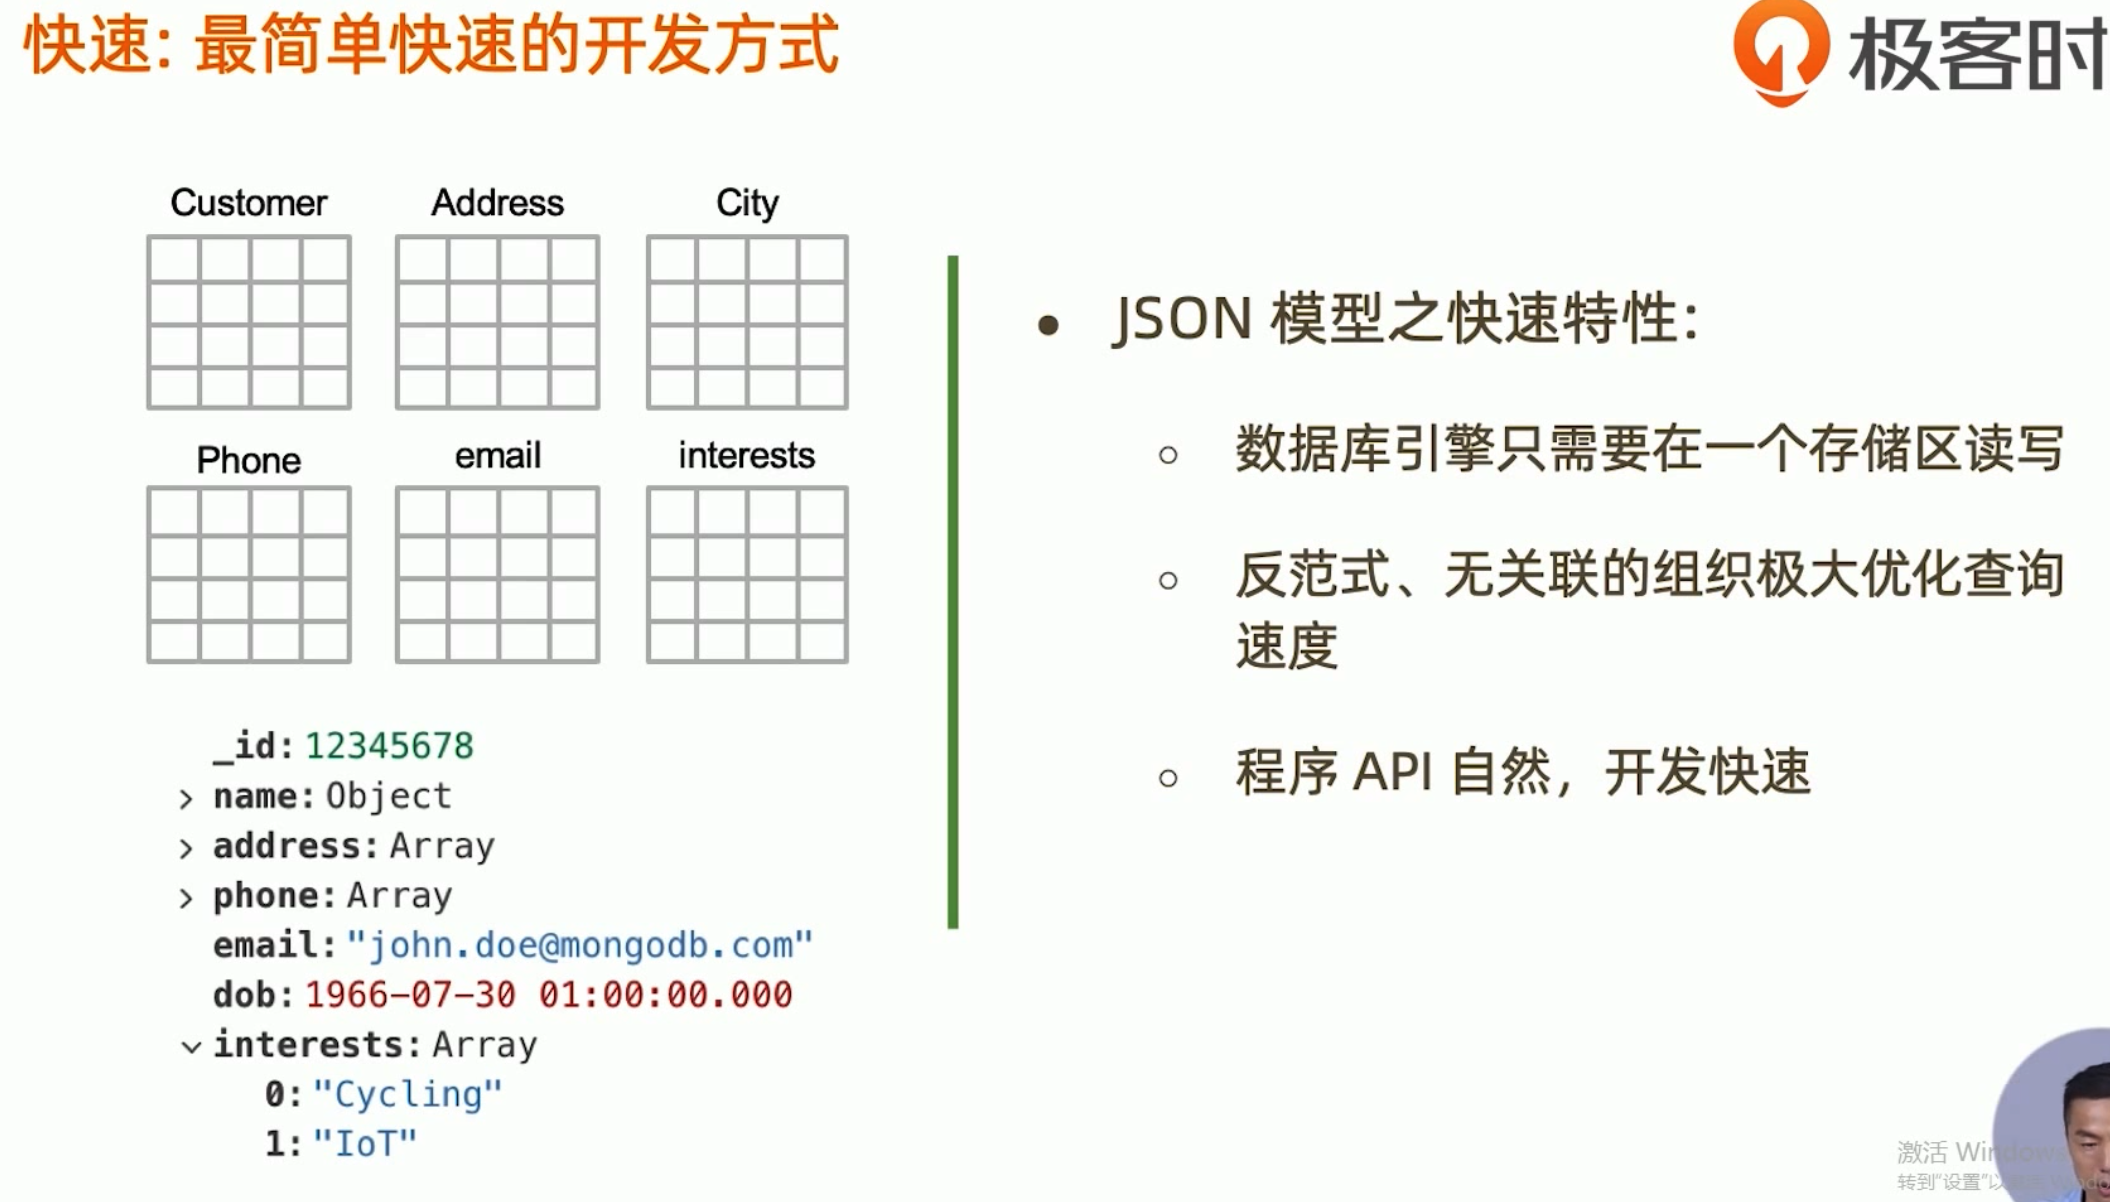 快速: 最简单快速的开发方式
极客时
Customer Address City
Phone email interests
_id: 12345678
name: Object
address: Array
phone: Array
email: "john.doe@mongodb.com"
dob: 1966-07-30 01:00:00.000
interests: Array
0: "Cycling"
1: "IoT"
JSON 模型之快速特性:
数据库引擎只需要在一个存储区读写
反范式、无关联的组织极大优化查询
速度
程序 API 自然，开发快速
激活 Windows
转到"设置"以